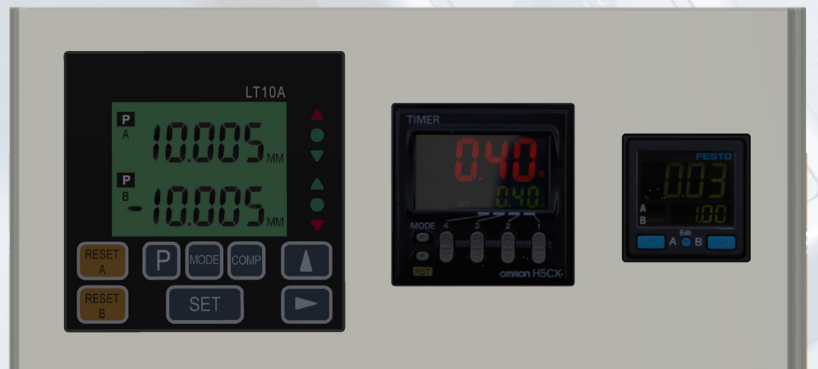 LT10A
P
A
10.005 MM
P
B
-10.005 MM
RESET A
P
MODE
COMP
RESET B
SET
TIMER
0.40 s
SET 0.40
MODE 4 3 2 1
RST
omron H5CX
FESTO
0.03
A
B
1.00
Edit
A B